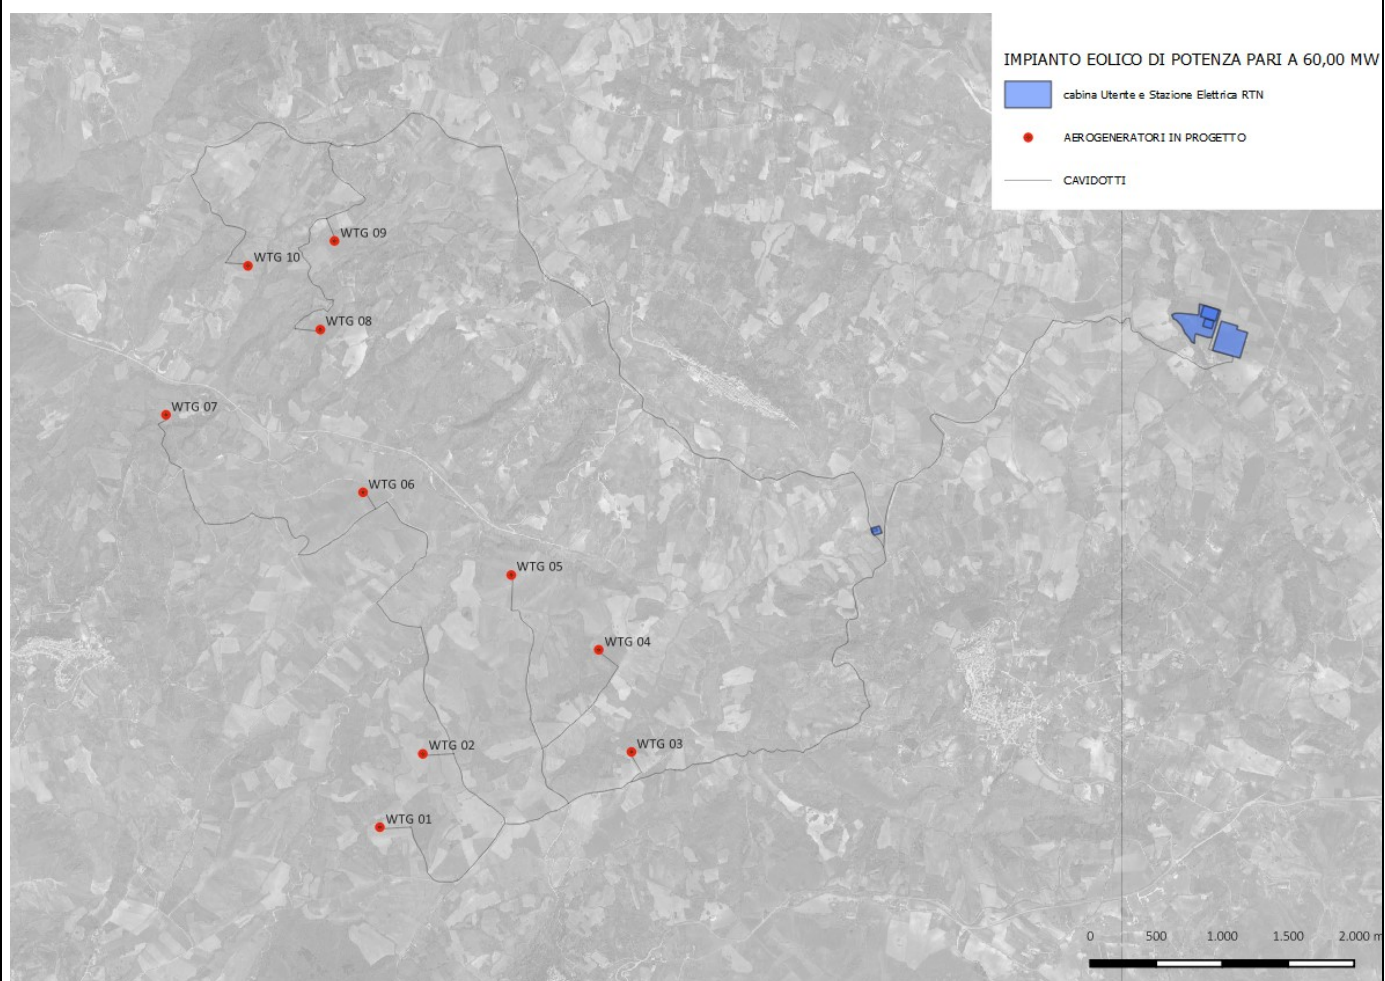 IMPIANTO EOLICO DI POTENZA PARI A 60,00 MW
cabina Utente e Stazione Elettrica RTN
AEROGENERATORI IN PROGETTO
CAVIDOTTI
WTG 09
WTG 10
WTG 08
WTG 07
WTG 06
WTG 05
WTG 04
WTG 02
WTG 03
WTG 01
0 500 1.000 1.500 2.000 m